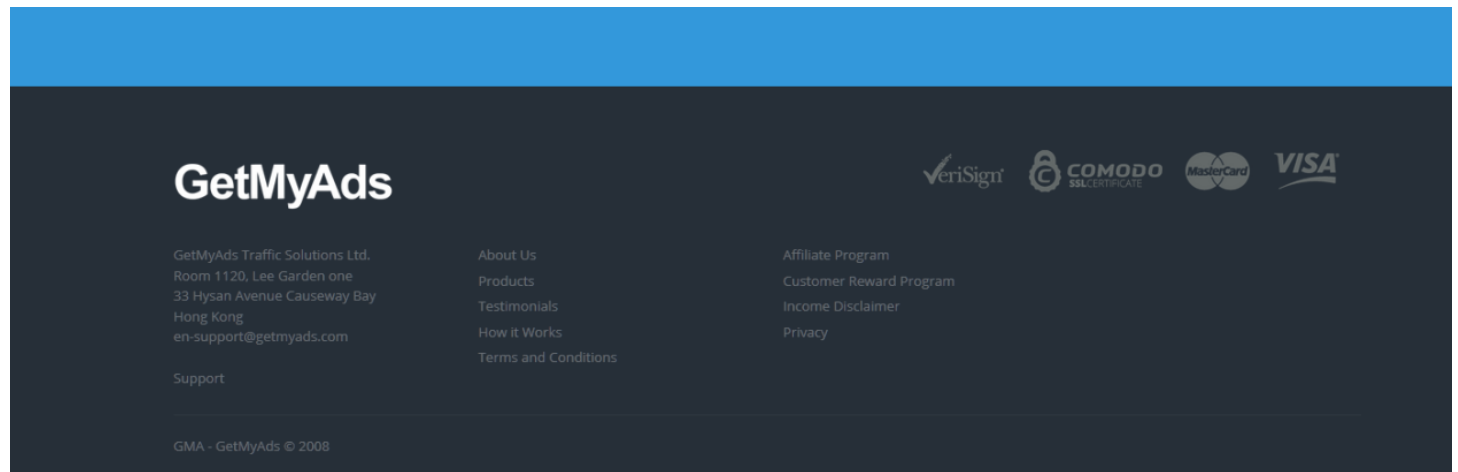 GetMyAds
VeriSign
COMODO
SSLCERTIFICATE
MasterCard
VISA
GetMyAds Traffic Solutions Ltd.
Room 1120, Lee Garden one
33 Hysan Avenue Causeway Bay
Hong Kong
en-support@getmyads.com
Support
About Us
Products
Testimonials
How it Works
Terms and Conditions
Affiliate Program
Customer Reward Program
Income Disclaimer
Privacy
GMA - GetMyAds © 2008